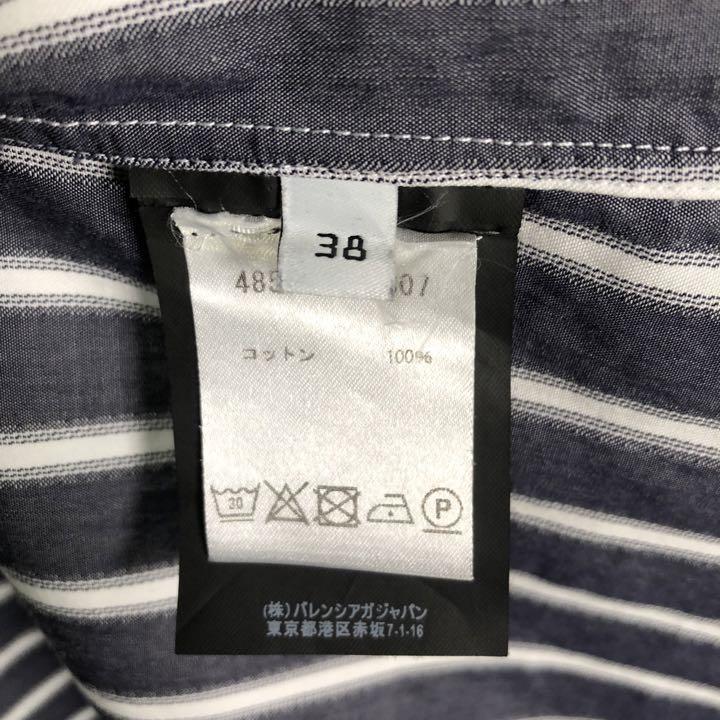 38
コットン 100%
30
P
(株)バレンシアガジャパン
東京都港区赤坂7-1-16